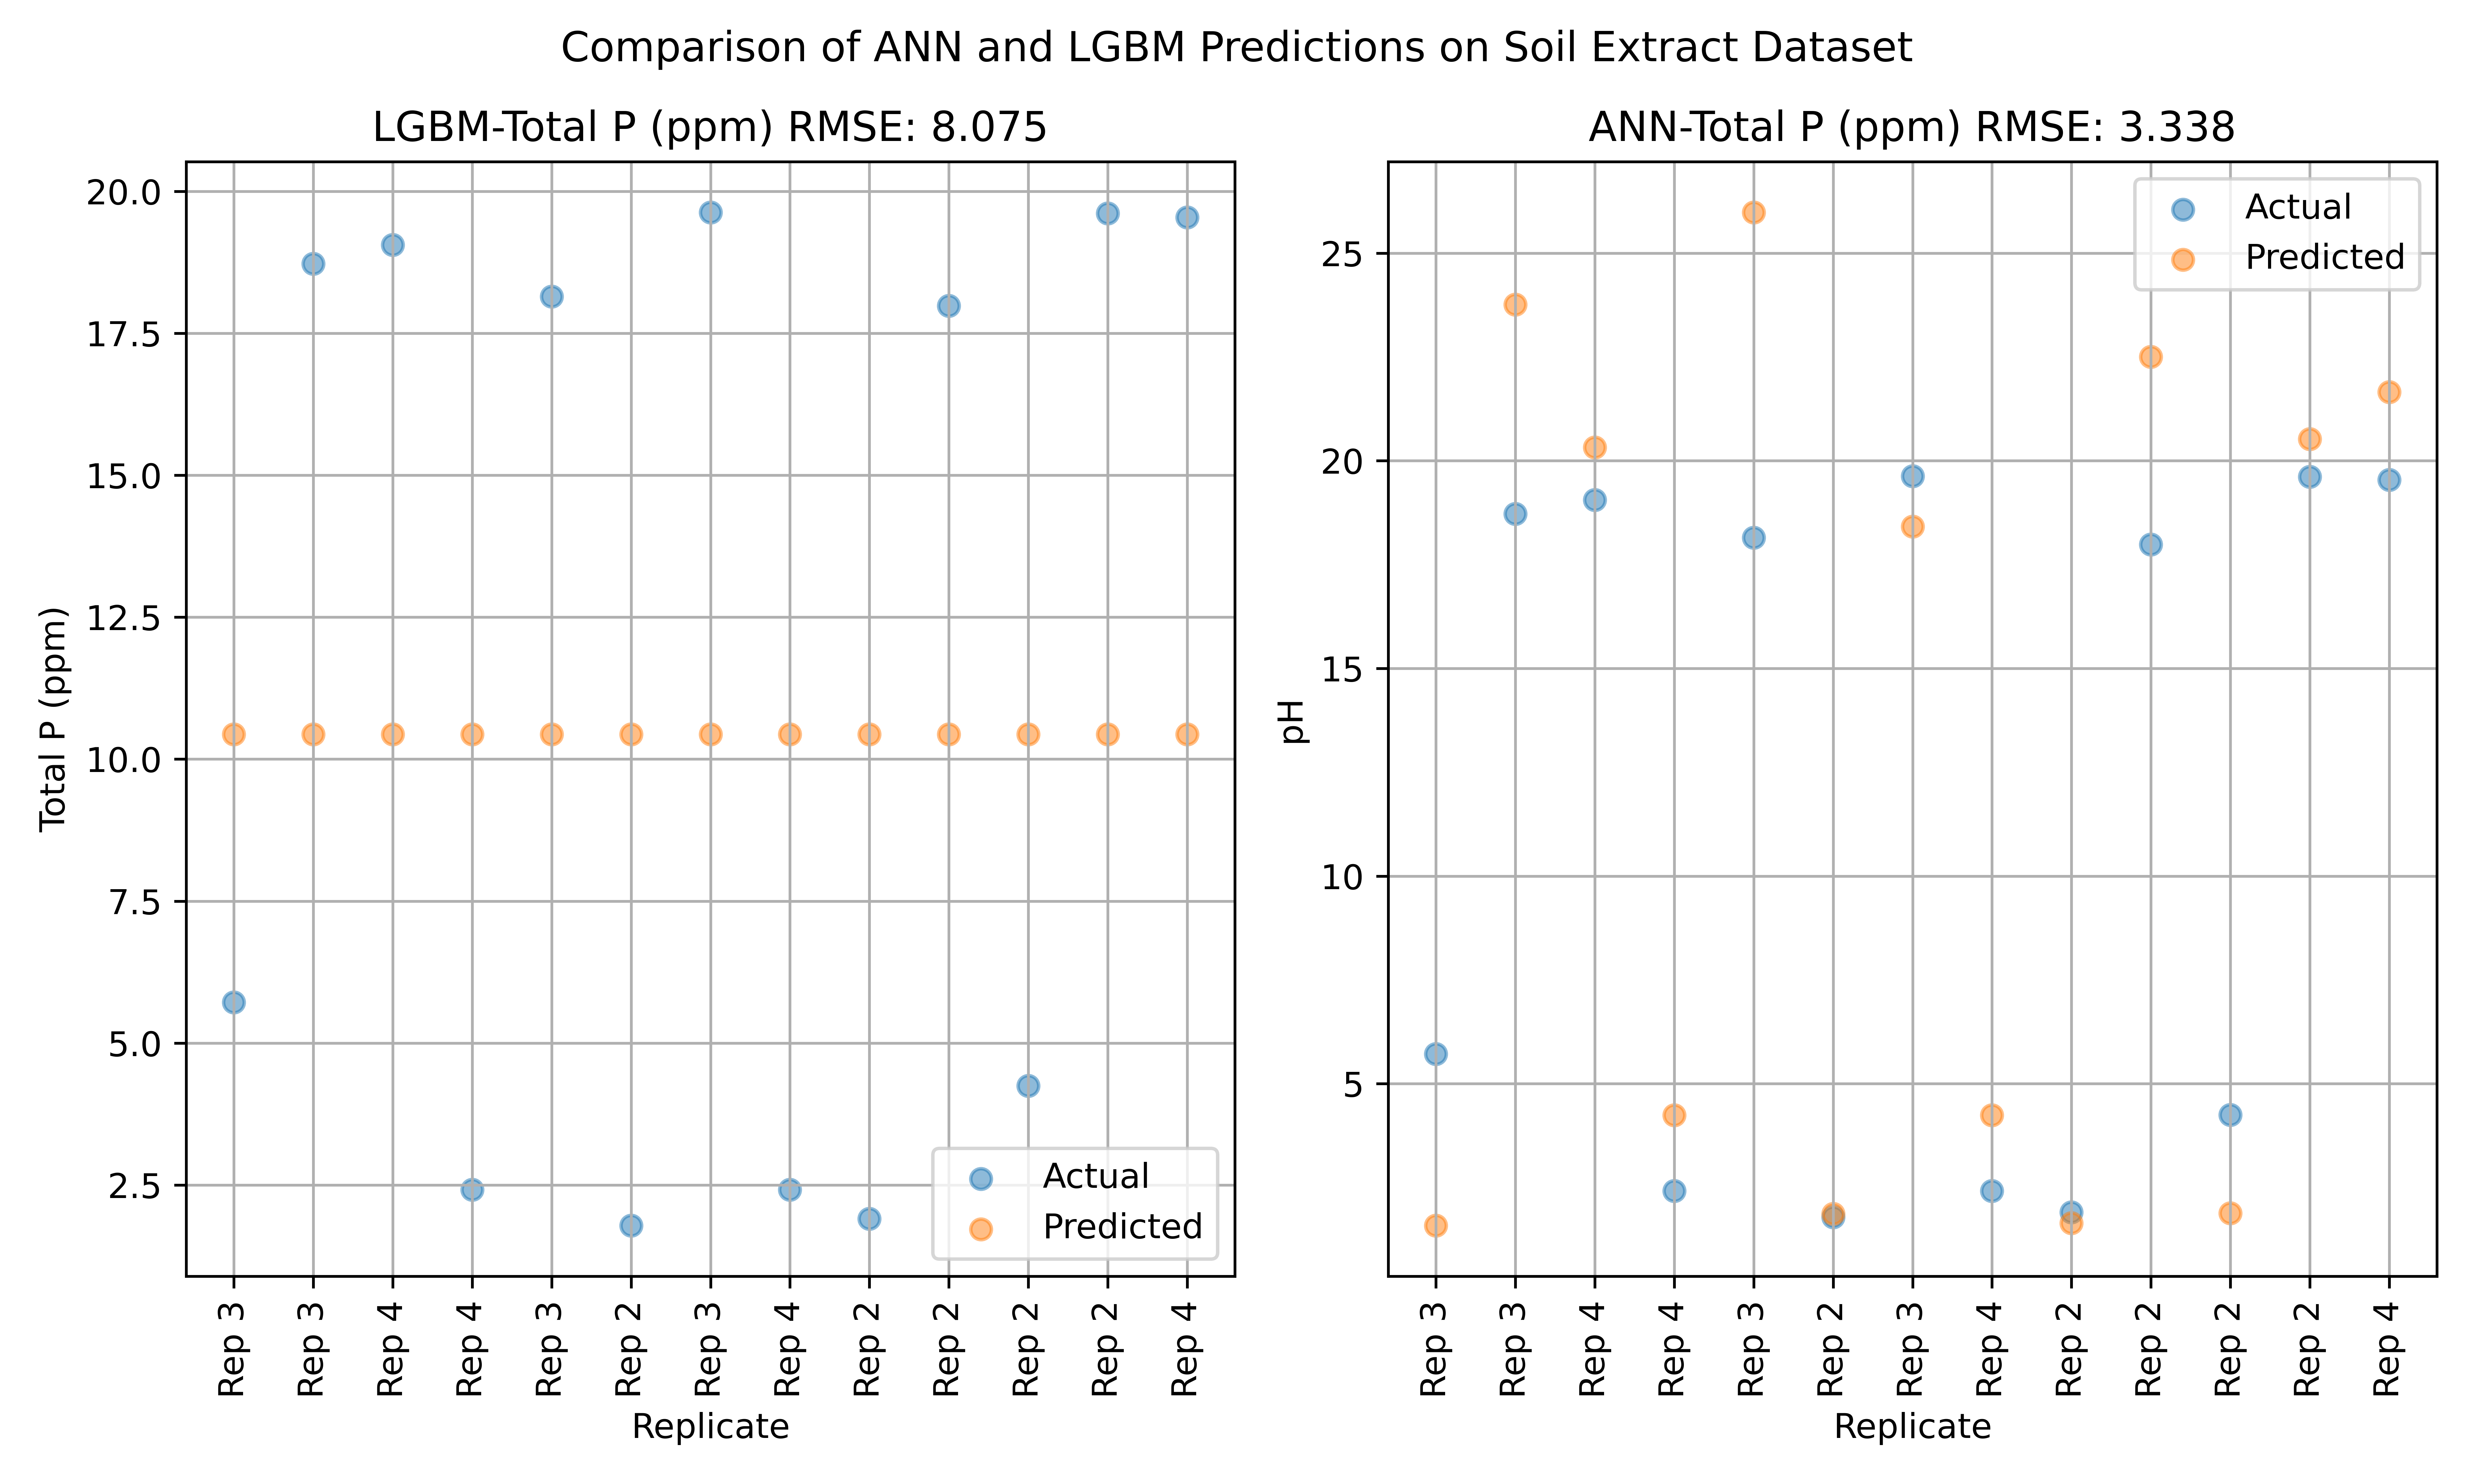 Comparison of ANN and LGBM Predictions on Soil Extract Dataset
LGBM-Total P (ppm) RMSE: 8.075
Total P (ppm)
20.0
17.5
15.0
12.5
10.0
7.5
5.0
2.5
Actual
Predicted
Rep 3
Rep 3
Rep 4
Rep 4
Rep 3
Rep 2
Rep 3
Rep 4
Rep 2
Rep 2
Rep 2
Rep 2
Rep 4
Replicate
ANN-Total P (ppm) RMSE: 3.338
pH
25
20
15
10
5
Actual
Predicted
Rep 3
Rep 3
Rep 4
Rep 4
Rep 3
Rep 2
Rep 3
Rep 4
Rep 2
Rep 2
Rep 2
Rep 2
Rep 4
Replicate